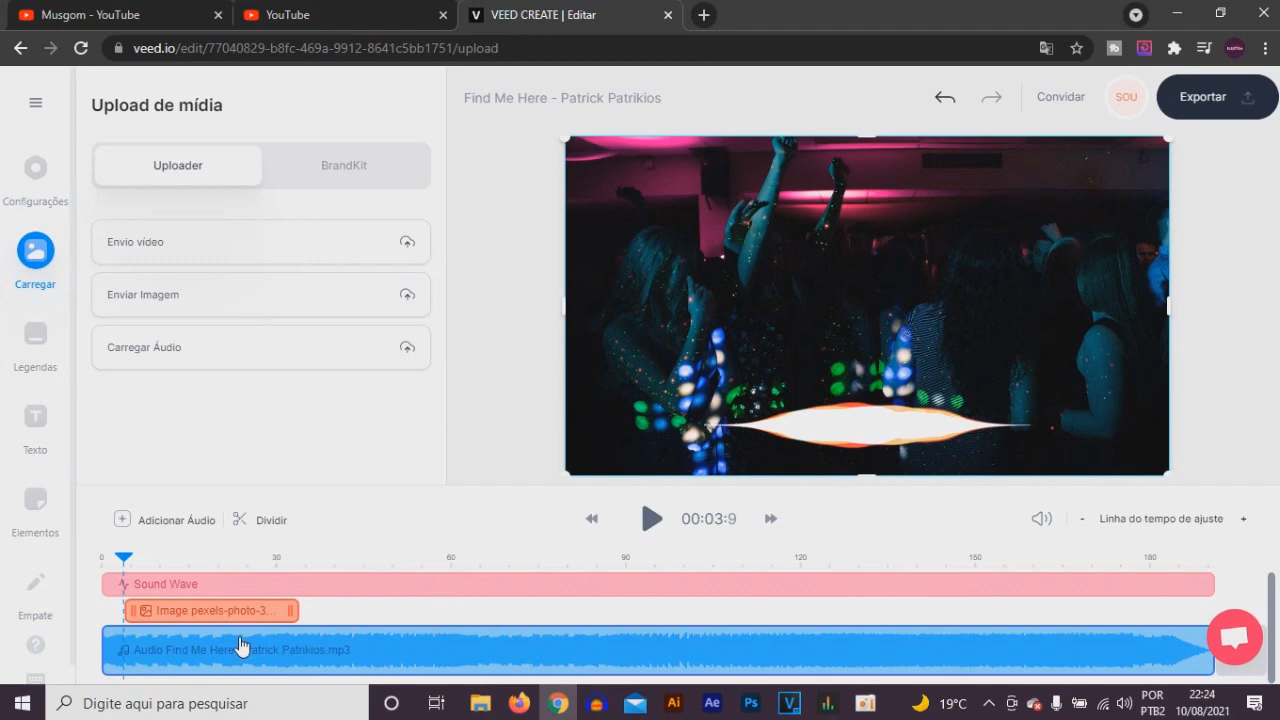 Musgom - YouTube
YouTube
VEED CREATE | Editar
veed.io/edit/77040829-b8fc-469a-9912-8641c5bb1751/upload
Upload de mídia
Find Me Here - Patrick Patrikios
Convidar
SOU
Exportar
Uploader
BrandKit
Configurações
Envio vídeo
Carregar
Enviar Imagem
Carregar Áudio
Legendas
Texto
Elementos
Empate
Adicionar Áudio
Dividir
00:03:9
- Linha do tempo de ajuste +
0 30 60 90 120 150 180
Sound Wave
Image pexels-photo-3...
Audio Find Me Here - Patrick Patrikios.mp3
Digite aqui para pesquisar
Ai
Ae
Ps
V
19°C
POR
PTB2
22:24
10/08/2021